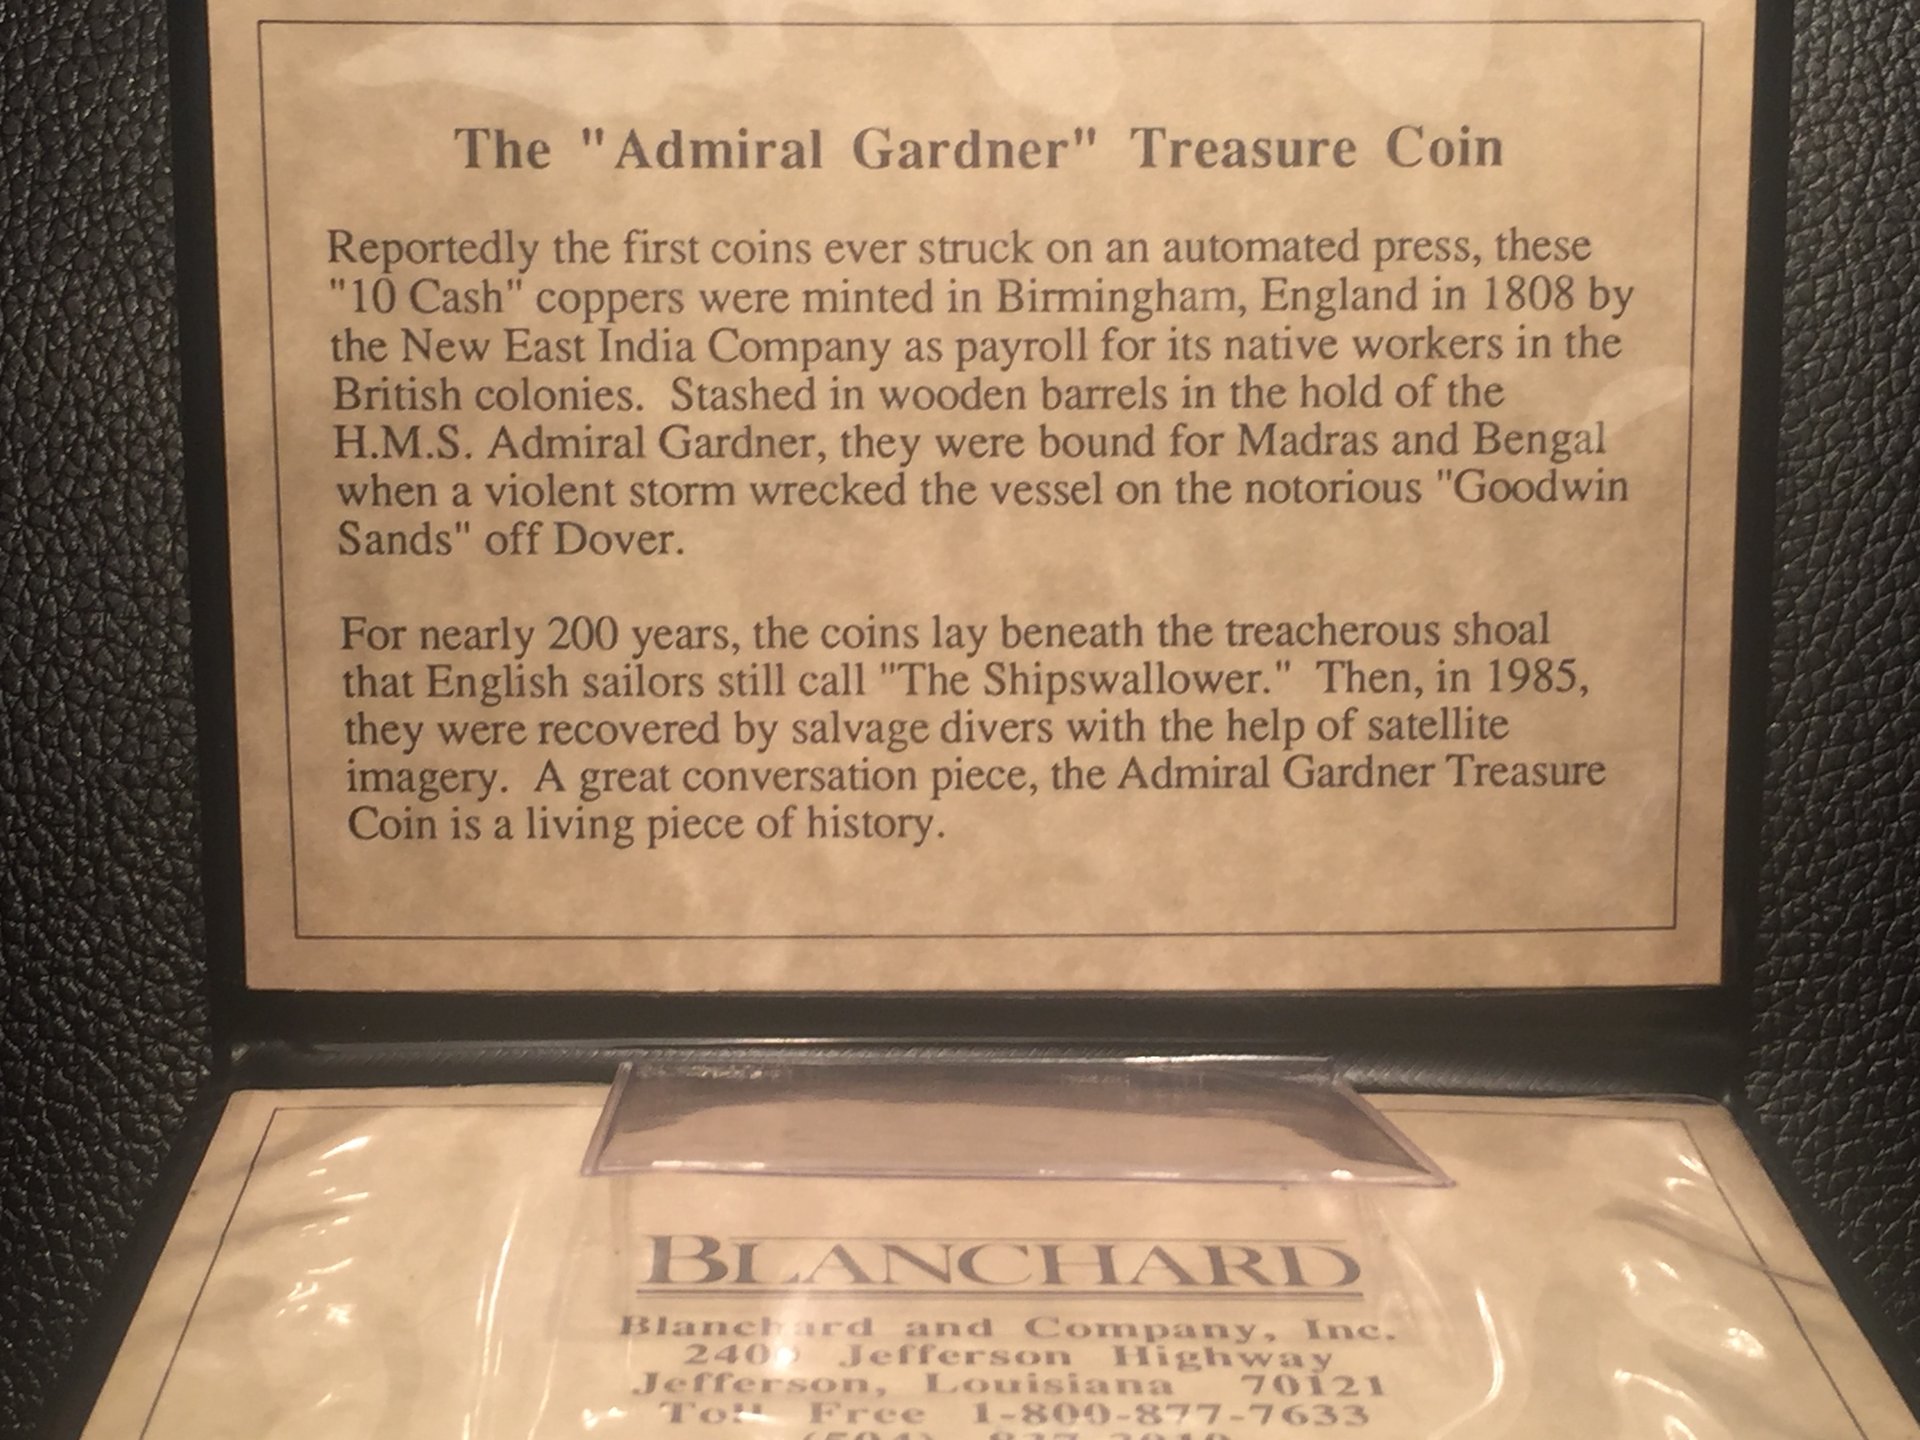 The "Admiral Gardner" Treasure Coin
Reportedly the first coins ever struck on an automated press, these
"10 Cash" coppers were minted in Birmingham, England in 1808 by
the New East India Company as payroll for its native workers in the
British colonies. Stashed in wooden barrels in the hold of the
H.M.S. Admiral Gardner, they were bound for Madras and Bengal
when a violent storm wrecked the vessel on the notorious "Goodwin
Sands" off Dover.
For nearly 200 years, the coins lay beneath the treacherous shoal
that English sailors still call "The Shipswallower." Then, in 1985,
they were recovered by salvage divers with the help of satellite
imagery. A great conversation piece, the Admiral Gardner Treasure
Coin is a living piece of history.
BLANCHARD
Blanchard and Company, Inc.
Jefferson Highway
Jefferson, Louisiana 70121
Toll Free 1-800-877-7633